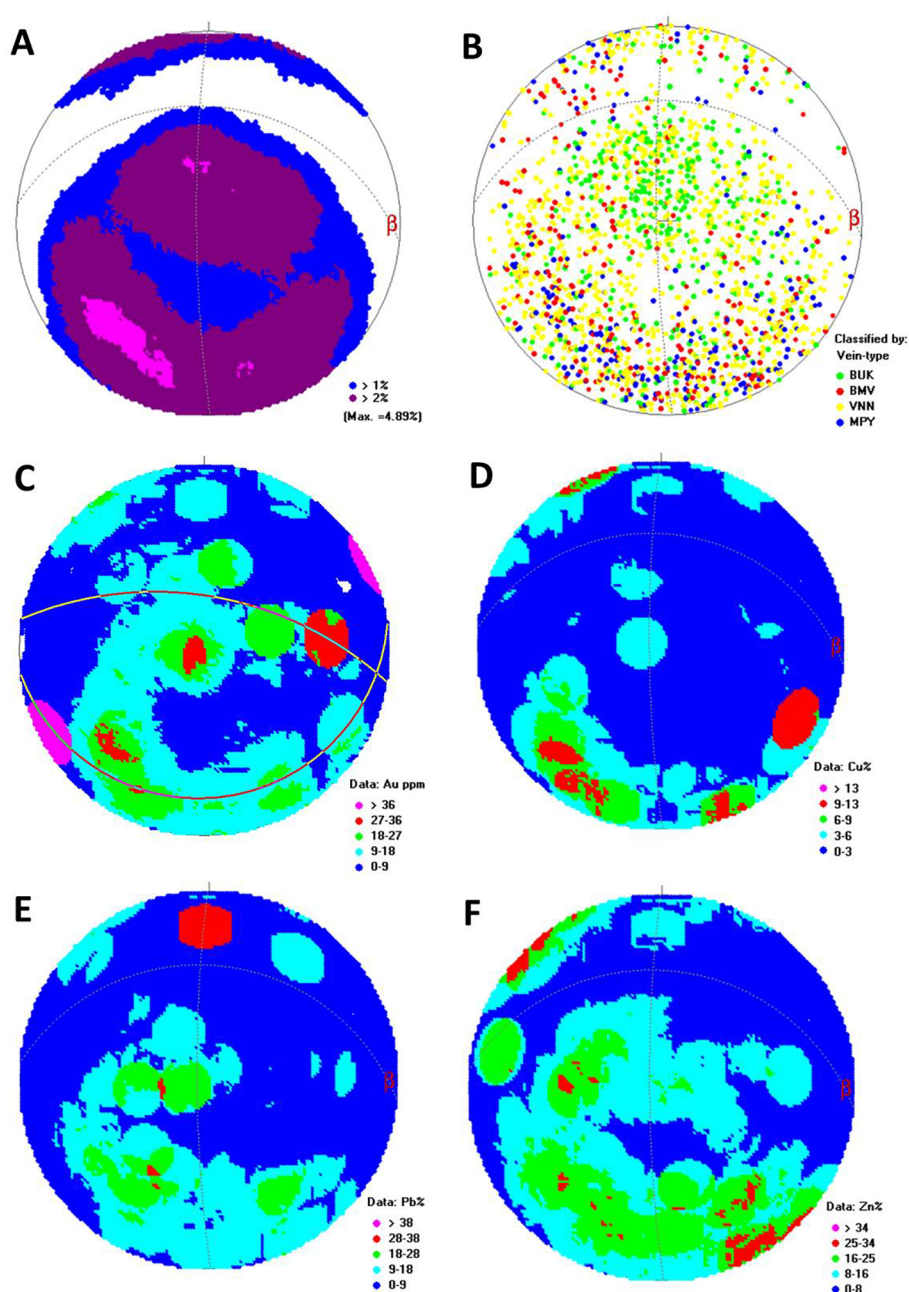 A
β
> 1%
> 2%
(Max. =4.89%)
B
β
Classified by:
Vein-type
BUK
BMV
VNN
MPY
C
Data: Au ppm
> 36
27-36
18-27
9-18
0-9
D
β
Data: Cu%
> 13
9-13
6-9
3-6
0-3
E
β
Data: Pb%
> 38
28-38
18-28
9-18
0-9
F
β
Data: Zn%
> 34
25-34
16-25
8-16
0-8